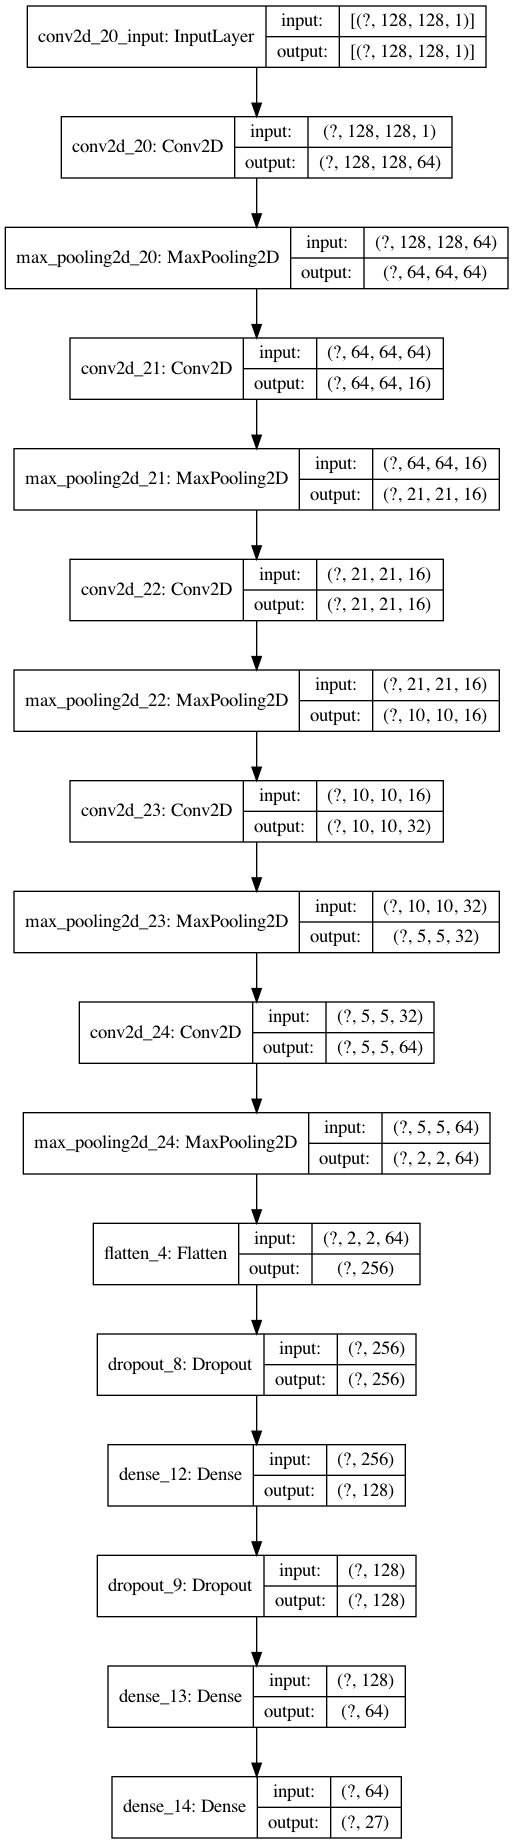 conv2d_20_input: InputLayer
input: [(?, 128, 128, 1)]
output: [(?, 128, 128, 1)]
conv2d_20: Conv2D
input: (?, 128, 128, 1)
output: (?, 128, 128, 64)
max_pooling2d_20: MaxPooling2D
input: (?, 128, 128, 64)
output: (?, 64, 64, 64)
conv2d_21: Conv2D
input: (?, 64, 64, 64)
output: (?, 64, 64, 16)
max_pooling2d_21: MaxPooling2D
input: (?, 64, 64, 16)
output: (?, 21, 21, 16)
conv2d_22: Conv2D
input: (?, 21, 21, 16)
output: (?, 21, 21, 16)
max_pooling2d_22: MaxPooling2D
input: (?, 21, 21, 16)
output: (?, 10, 10, 16)
conv2d_23: Conv2D
input: (?, 10, 10, 16)
output: (?, 10, 10, 32)
max_pooling2d_23: MaxPooling2D
input: (?, 10, 10, 32)
output: (?, 5, 5, 32)
conv2d_24: Conv2D
input: (?, 5, 5, 32)
output: (?, 5, 5, 64)
max_pooling2d_24: MaxPooling2D
input: (?, 5, 5, 64)
output: (?, 2, 2, 64)
flatten_4: Flatten
input: (?, 2, 2, 64)
output: (?, 256)
dropout_8: Dropout
input: (?, 256)
output: (?, 256)
dense_12: Dense
input: (?, 256)
output: (?, 128)
dropout_9: Dropout
input: (?, 128)
output: (?, 128)
dense_13: Dense
input: (?, 128)
output: (?, 64)
dense_14: Dense
input: (?, 64)
output: (?, 27)